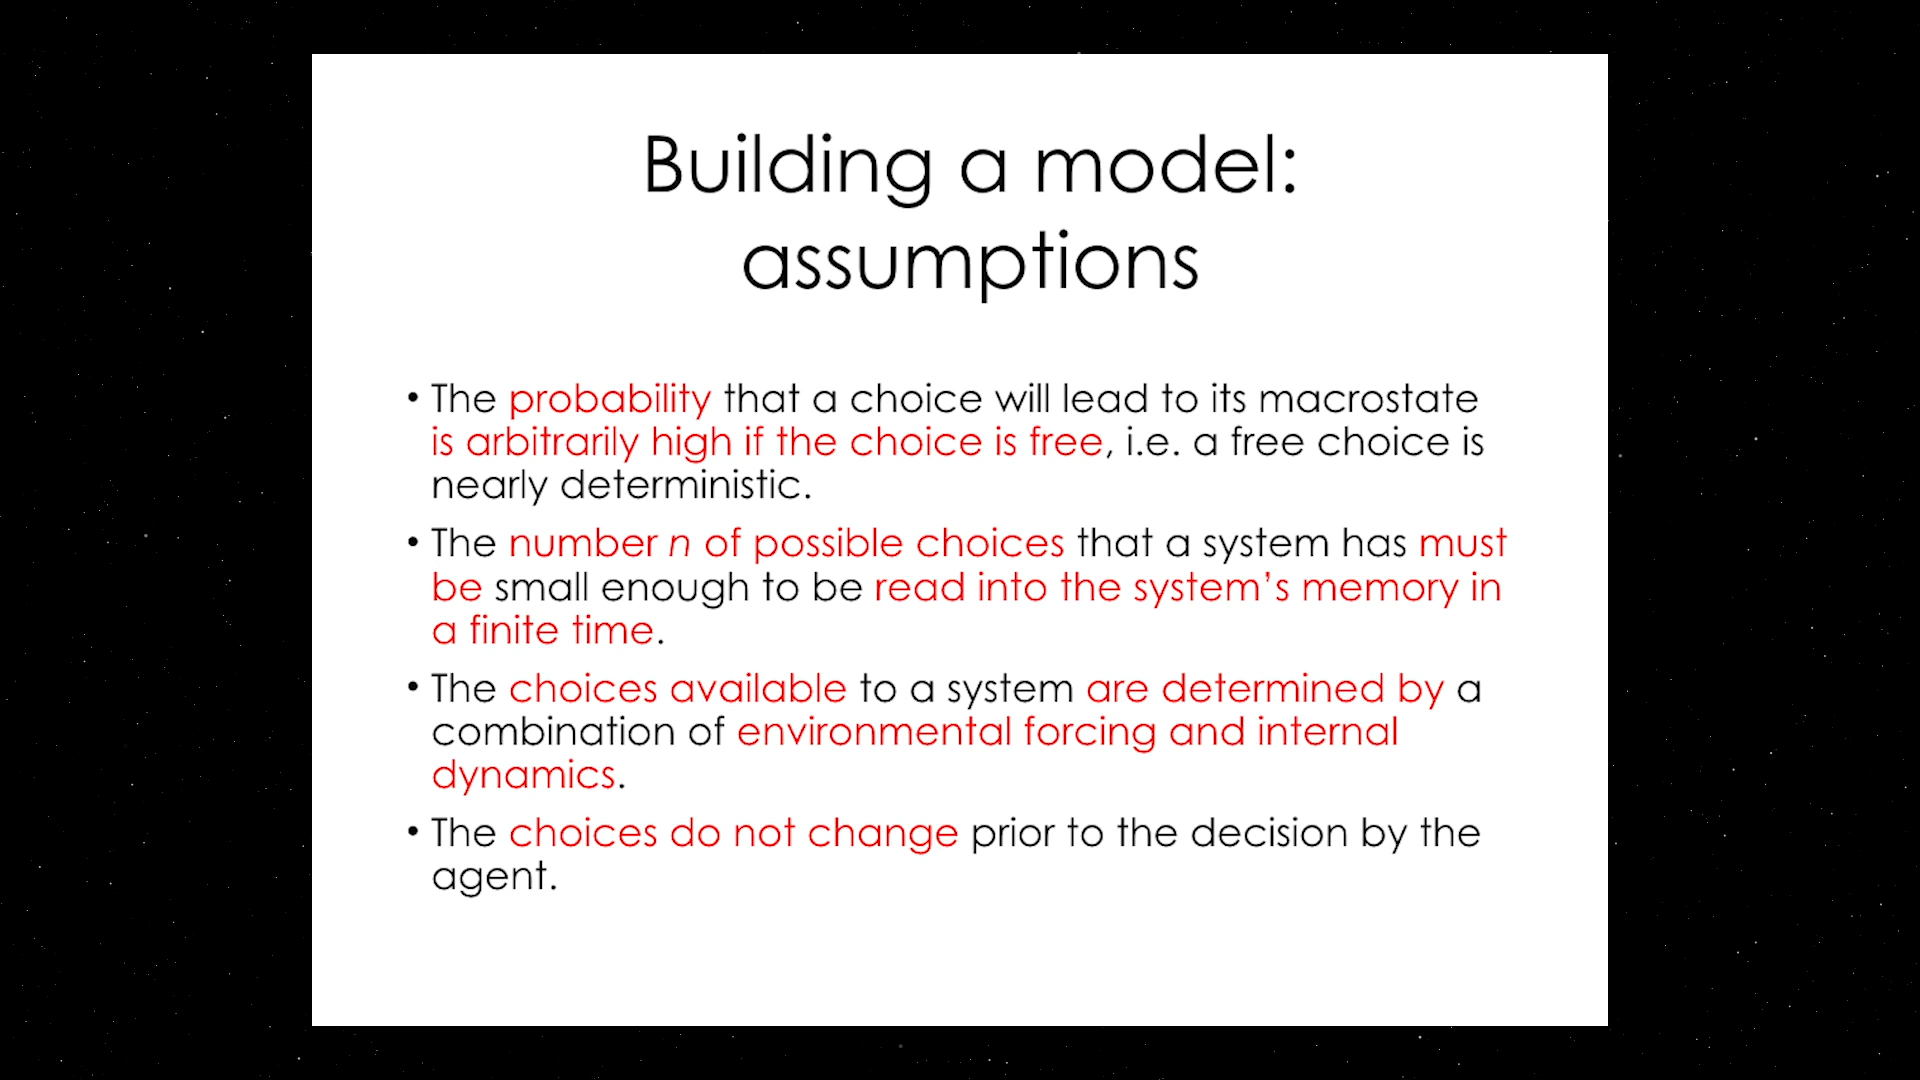 Building a model:
assumptions
• The probability that a choice will lead to its macrostate
is arbitrarily high if the choice is free, i.e. a free choice is
nearly deterministic.
• The number n of possible choices that a system has must
be small enough to be read into the system’s memory in
a finite time.
• The choices available to a system are determined by a
combination of environmental forcing and internal
dynamics.
• The choices do not change prior to the decision by the
agent.